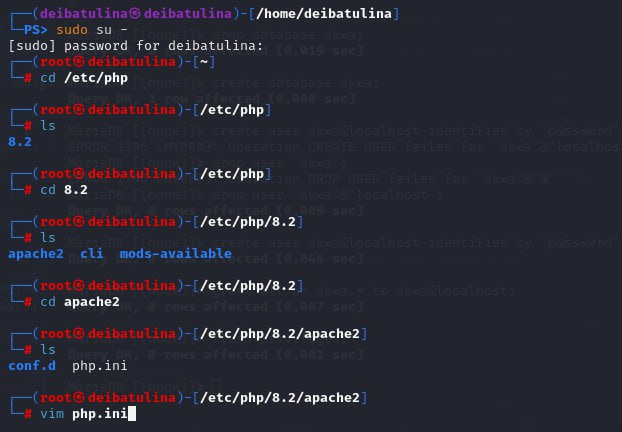 ┌──(deibatulina㉿deibatulina)-[/home/deibatulina]
└─PS> sudo su -
[sudo] password for deibatulina:
┌──(root㉿deibatulina)-[~]
└─# cd /etc/php
┌──(root㉿deibatulina)-[/etc/php]
└─# ls
8.2
┌──(root㉿deibatulina)-[/etc/php]
└─# cd 8.2
┌──(root㉿deibatulina)-[/etc/php/8.2]
└─# ls
apache2  cli  mods-available
┌──(root㉿deibatulina)-[/etc/php/8.2]
└─# cd apache2
┌──(root㉿deibatulina)-[/etc/php/8.2/apache2]
└─# ls
conf.d  php.ini
┌──(root㉿deibatulina)-[/etc/php/8.2/apache2]
└─# vim php.ini